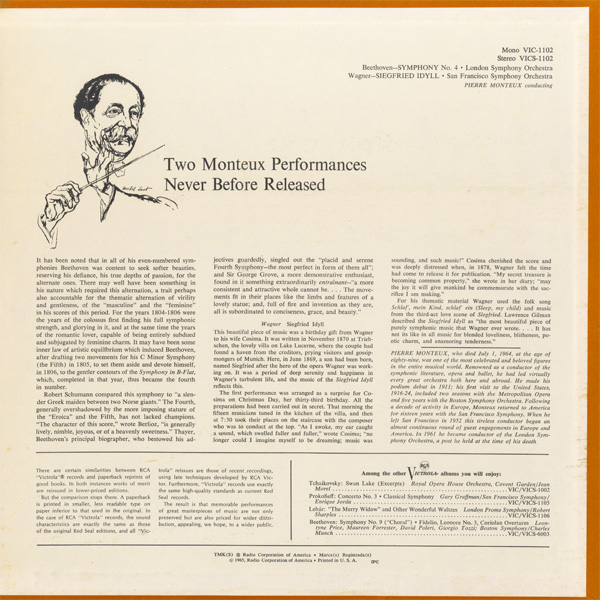 Mono VIC-1102
Stereo VICS-1102
Beethoven—SYMPHONY No. 4 • London Symphony Orchestra
Wagner—SIEGFRIED IDYLL • San Francisco Symphony Orchestra
PIERRE MONTEUX conducting
Two Monteux Performances
Never Before Released
It has been noted that in all of his even-numbered sym-
phonies Beethoven was content to seek softer beauties,
reserving his defiance, his true depths of passion, for the
alternate ones. There may well have been something in
his nature which required this alternation, a trait perhaps
also accountable for the thematic alternation of virility
and gentleness, of the "masculine" and the "feminine"
in his scores of this period. For the years 1804-1806 were
the years of the colossus first finding his full symphonic
strength, and glorying in it, and at the same time the years
of the romantic lover, capable of being entirely subdued
and subjugated by feminine charm. It may have been some
inner law of artistic equilibrium which induced Beethoven,
after drafting two movements for his C Minor Symphony
(the Fifth) in 1805, to set them aside and devote himself,
in 1806, to the gentler contours of the Symphony in B-Flat,
which, completed in that year, thus became the fourth
in number.
Robert Schumann compared this symphony to "a slen-
der Greek maiden between two Norse giants." The Fourth,
generally overshadowed by the more imposing stature of
the "Eroica" and the Fifth, has not lacked champions.
"The character of this score," wrote Berlioz, "is generally
lively, nimble, joyous, or of a heavenly sweetness." Thayer,
Beethoven's principal biographer, who bestowed his ad-
jectives guardedly, singled out the "placid and serene
Fourth Symphony—the most perfect in form of them all";
and Sir George Grove, a more demonstrative enthusiast,
found in it something extraordinarily entraînant—"a more
consistent and attractive whole cannot be. . . . The move-
ments fit in their places like the limbs and features of a
lovely statue; and, full of fire and invention as they are,
all is subordinated to conciseness, grace, and beauty."
Wagner Siegfried Idyll
This beautiful piece of music was a birthday gift from Wagner
to his wife Cosima. It was written in November 1870 at Trieb-
schen, the lovely villa on Lake Lucerne, where the couple had
found a haven from the creditors, prying visitors and gossip-
mongers of Munich. Here, in June 1869, a son had been born,
named Siegfried after the hero of the opera Wagner was work-
ing on. It was a period of deep serenity and happiness in
Wagner's turbulent life, and the music of the Siegfried Idyll
reflects this.
The first performance was arranged as a surprise for Co-
sima on Christmas Day, her thirty-third birthday. All the
preparations had been carried out in secret. That morning the
fifteen musicians tuned in the kitchen of the villa, and then
at 7:30 took their places on the staircase with the composer
who was to conduct at the top. "As I awoke, my ear caught
a sound, which swelled fuller and fuller," wrote Cosima; "no
longer could I imagine myself to be dreaming; music was
sounding, and such music!" Cosima cherished the score and
was deeply distressed when, in 1878, Wagner felt the time
had come to release it for publication. "My secret treasure is
becoming common property," she wrote in her diary; "may
the joy it will give mankind be commensurate with the sac-
rifice I am making."
For his thematic material Wagner used the folk song
Schlaf', mein Kind, schlaf' ein (Sleep, my child) and music
from the third-act love scene of Siegfried. Lawrence Gilman
described the Siegfried Idyll as "the most beautiful piece of
purely symphonic music that Wagner ever wrote. . . . It has
not its like in all music for blended loveliness, blitheness, po-
etic charm, and enamoring tenderness."
PIERRE MONTEUX, who died July 1, 1964, at the age of
eighty-nine, was one of the most celebrated and beloved figures
in the entire musical world. Renowned as a conductor of the
symphonic literature, opera and ballet, he had led virtually
every great orchestra both here and abroad. He made his
podium debut in 1911; his first visit to the United States,
1916-24, included two seasons with the Metropolitan Opera
and five years with the Boston Symphony Orchestra. Following
a decade of activity in Europe, Monteux returned to America
for sixteen years with the San Francisco Symphony. When he
left San Francisco in 1952 this tireless conductor began an
almost continuous round of guest engagements in Europe and
America. In 1961 he became conductor of the London Sym-
phony Orchestra, a post he held at the time of his death.
There are certain similarities between RCA
"Victrola"® records and paperback reprints of
good books. In both instances works of merit
are reissued in lower-priced editions.
But the comparison stops there. A paperback
is printed in smaller, less readable type on
paper inferior to that used in the original. In
the case of RCA "Victrola" records, the sound
characteristics are exactly the same as those
of the original Red Seal editions, and all "Vic-
trola" reissues are those of recent recordings,
using late techniques developed by RCA Vic-
tor. Furthermore, "Victrola" records are exactly
the same high-quality standards as current Red
Seal records.
The result is that memorable performances
of great masterpieces of music are not only
preserved but are also priced for widest distri-
bution, appealing, we hope, to a wider public.
Among the other RCA VICTROLA® albums you will enjoy:
Tchaikovsky: Swan Lake (Excerpts) Royal Opera House Orchestra, Covent Garden/Jean
Morel VIC/VICS-1002
Prokofieff: Concerto No. 3 • Classical Symphony Gary Graffman/San Francisco Symphony/
Enrique Jorda VIC/VICS-1105
Lehár: "The Merry Widow" and Other Wonderful Waltzes London Proms Symphony/Robert
Sharples VIC/VICS-1106
Beethoven: Symphony No. 9 ("Choral") • Fidelio, Leonore No. 3, Coriolan Overtures Leon-
tyne Price, Maureen Forrester, David Poleri, Giorgio Tozzi; Boston Symphony/Charles
Munch VIC/VICS-6003
TMK(S) ® Radio Corporation of America • Marca(s) Registrada(s)
© 1965, Radio Corporation of America • Printed in U. S. A. IPC